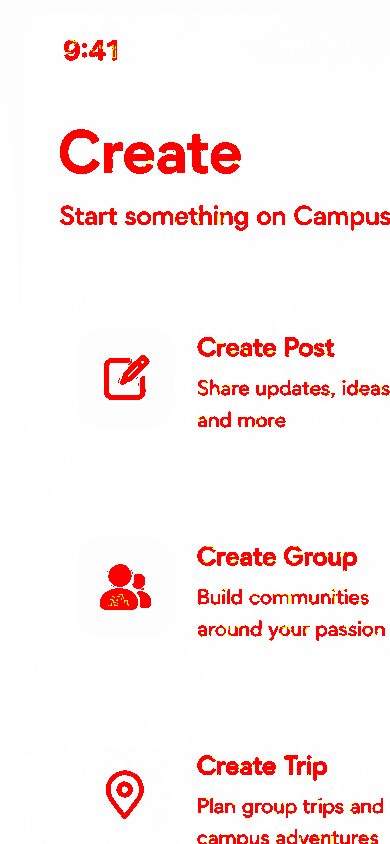 9:41
Create
Start something on Campus
Create Post
Share updates, ideas
and more
Create Group
Build communities
around your passion
Create Trip
Plan group trips and
campus adventures